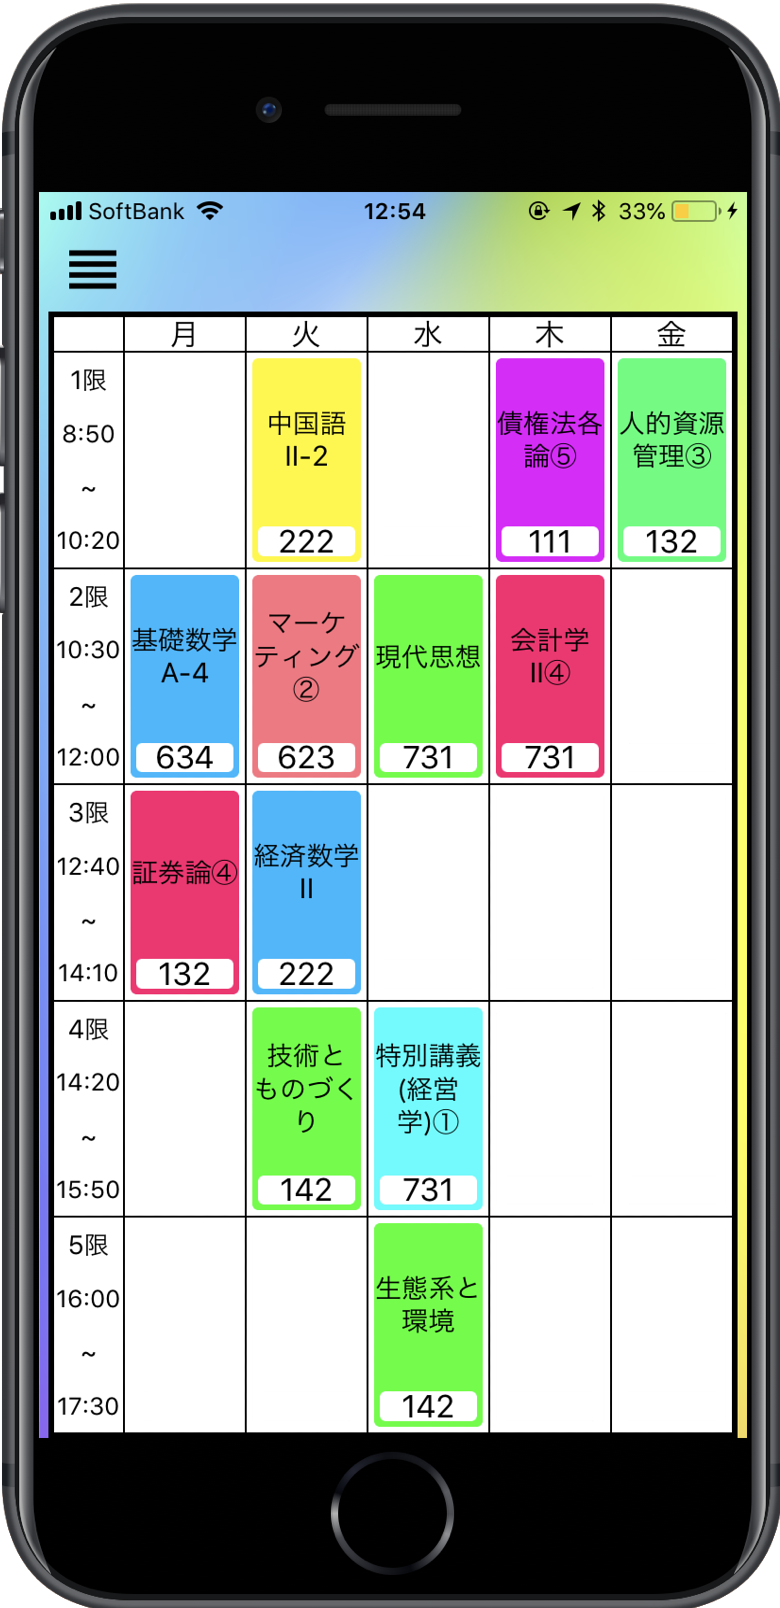 SoftBank 12:54 33%
月 火 水 木 金
1限
8:50
~
10:20
中国語
II-2
222
債権法各
論⑤
111
人的資源
管理③
132
2限
10:30
~
12:00
基礎数学
A-4
634
マーケ
ティング
②
623
現代思想
731
会計学
II④
731
3限
12:40
~
14:10
証券論④
132
経済数学
II
222
4限
14:20
~
15:50
技術と
ものづく
り
142
特別講義
(経営
学)①
731
5限
16:00
~
17:30
生態系と
環境
142